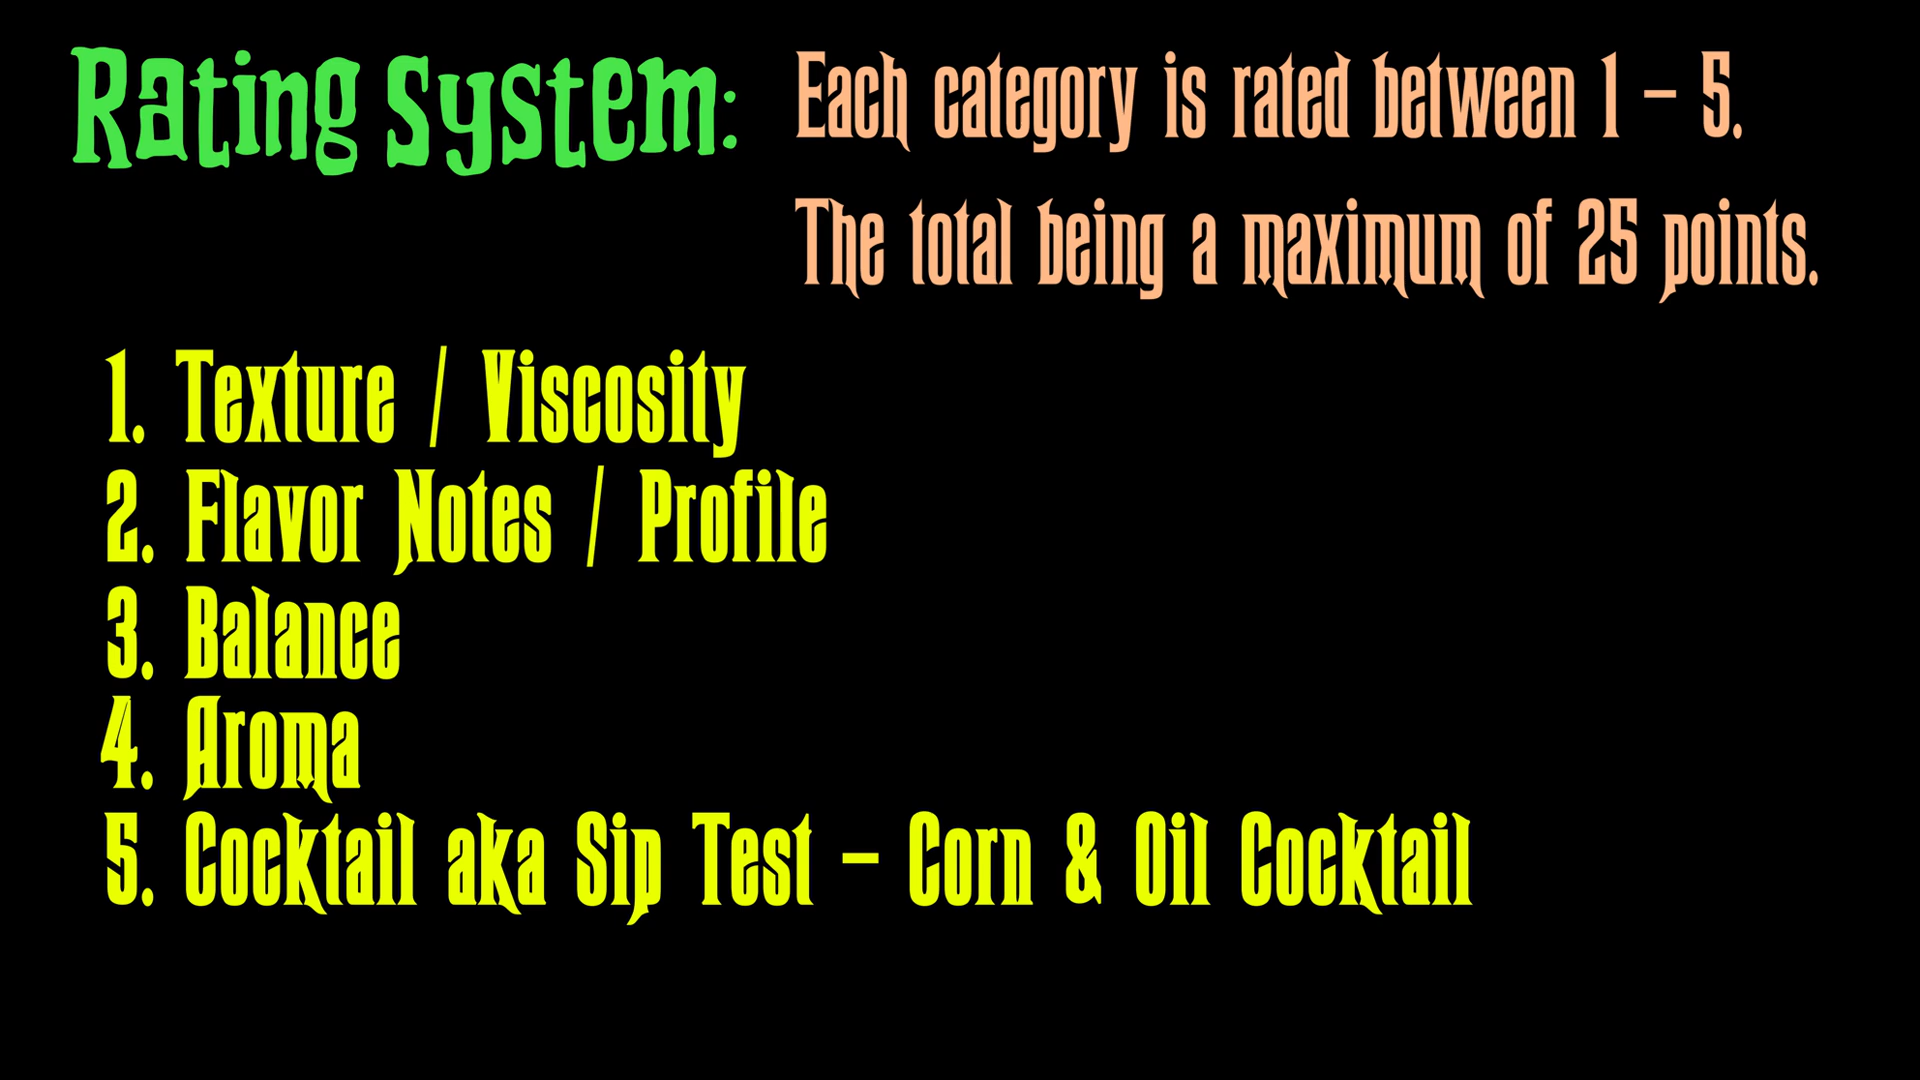 Rating System:
Each category is rated between 1 – 5.
The total being a maximum of 25 points.
1. Texture / Viscosity
2. Flavor Notes / Profile
3. Balance
4. Aroma
5. Cocktail aka Sip Test – Corn & Oil Cocktail